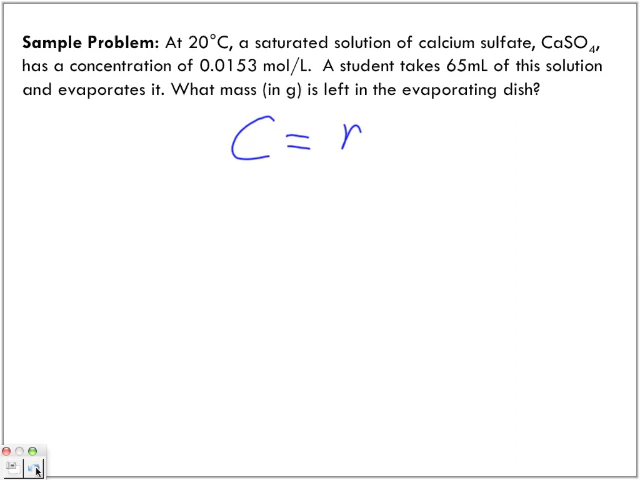 Sample Problem: At 20°C, a saturated solution of calcium sulfate, CaSO₄,
has a concentration of 0.0153 mol/L. A student takes 65mL of this solution
and evaporates it. What mass (in g) is left in the evaporating dish?
C = r